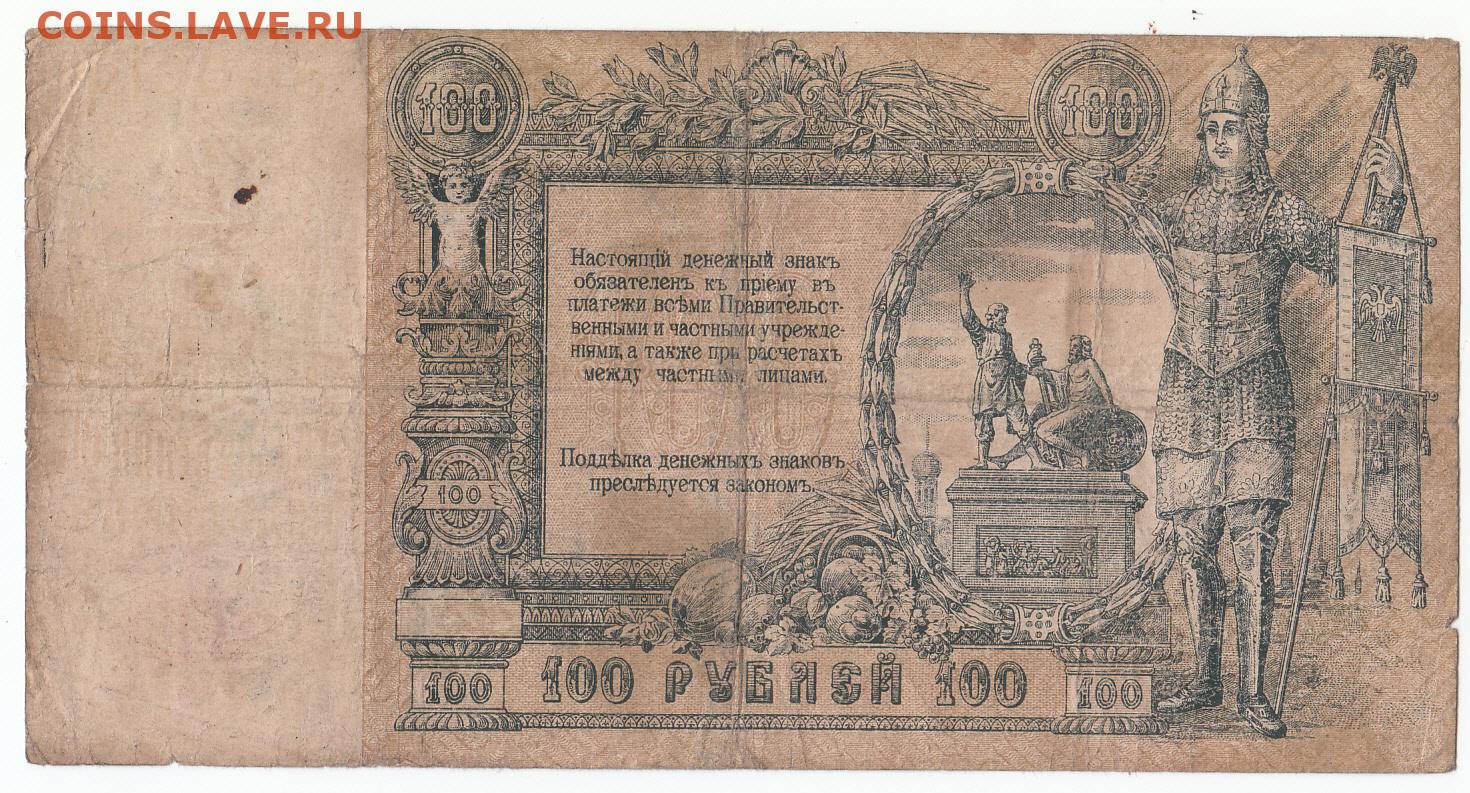 COINS.LAVE.RU
100
100
Настоящій денежный знакъ
обязателенъ къ пріему въ
платежи всѣми Правительст-
венными и частными учрежде-
ніями, а также при расчетахъ
между частными лицами.
Поддѣлка денежныхъ знаковъ
преслѣдуется закономъ.
100
100
100 РУБЛЕЙ 100
100